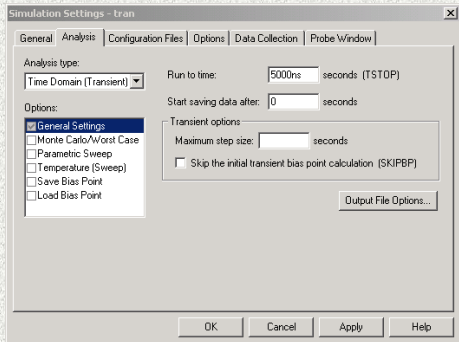 Simulation Settings - tran
General Analysis Configuration Files Options Data Collection Probe Window
Analysis type:
Time Domain (Transient)
Options:
General Settings
Monte Carlo/Worst Case
Parametric Sweep
Temperature (Sweep)
Save Bias Point
Load Bias Point
Run to time: 5000ns seconds (TSTOP)
Start saving data after: 0 seconds
Transient options
Maximum step size: seconds
Skip the initial transient bias point calculation (SKIPBP)
Output File Options...
OK Cancel Apply Help